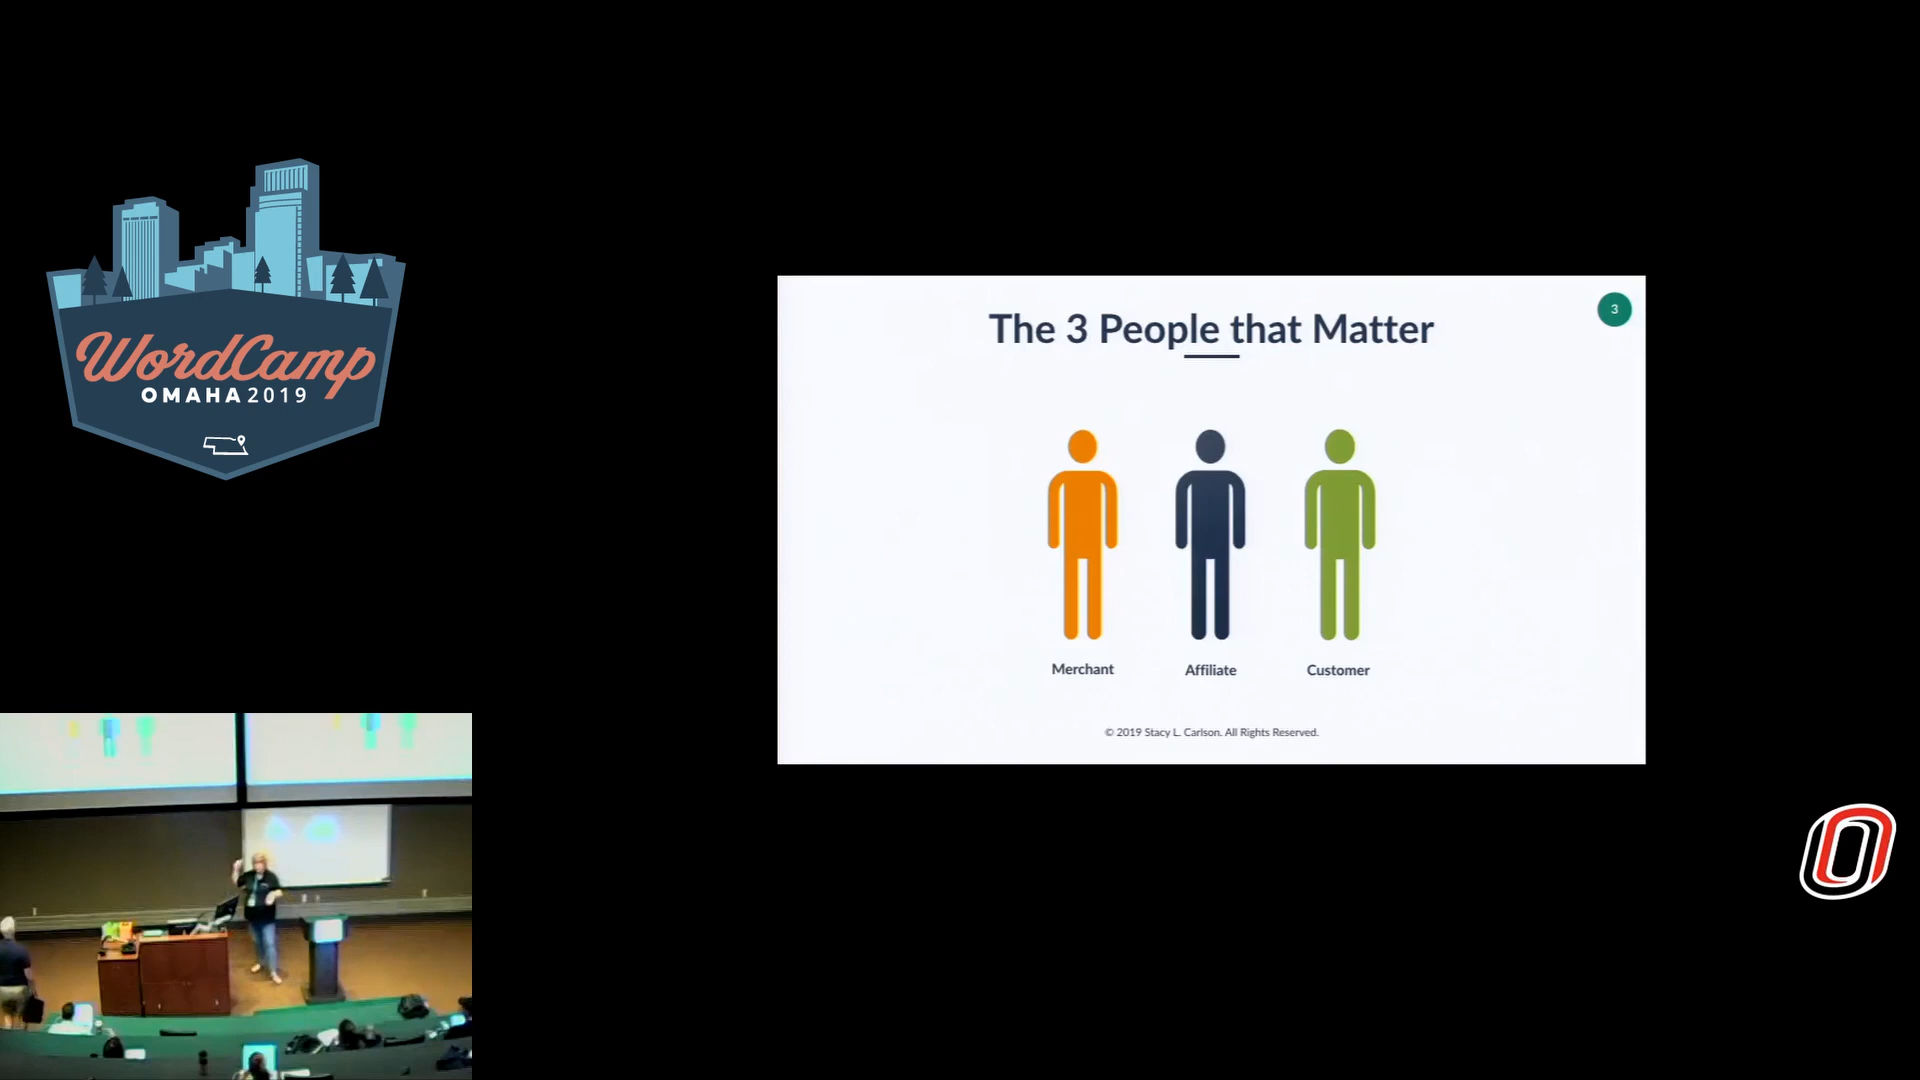 WordCamp
OMAHA 2019
The 3 People that Matter
3
Merchant
Affiliate
Customer
© 2019 Stacy L. Carlson. All Rights Reserved.
O